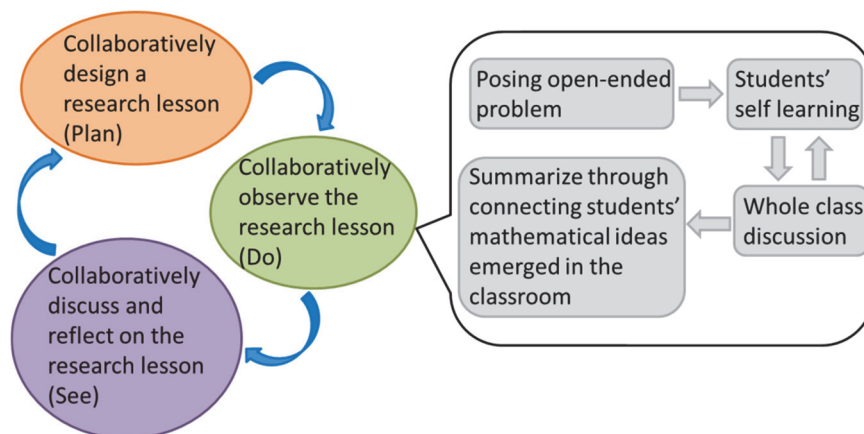 Collaboratively
design a
research lesson
(Plan)
Collaboratively
observe the
research lesson
(Do)
Collaboratively
discuss and
reflect on the
research lesson
(See)
Posing open-ended
problem
Students’
self learning
Whole class
discussion
Summarize through
connecting students’
mathematical ideas
emerged in the
classroom